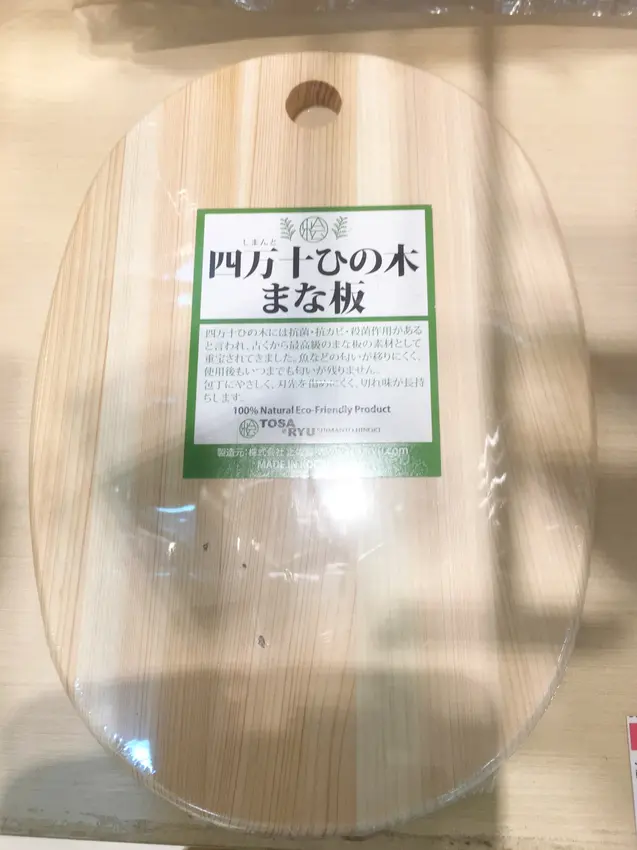 しまんと
四万十ひの木
まな板
四万十ひの木には抗菌・抗カビ・殺菌作用がある
と言われ、古くから最高級のまな板の素材として
重宝されてきました。魚などの匂いが移りにくく、
使用後もいつまでも匂いが残りません。
包丁にやさしく、刃先を傷めにくく、切れ味が長持
ちします。
100% Natural Eco-Friendly Product
TOSA
RYU SHIMANTO HINOKI
製造元：株式会社
MADE IN